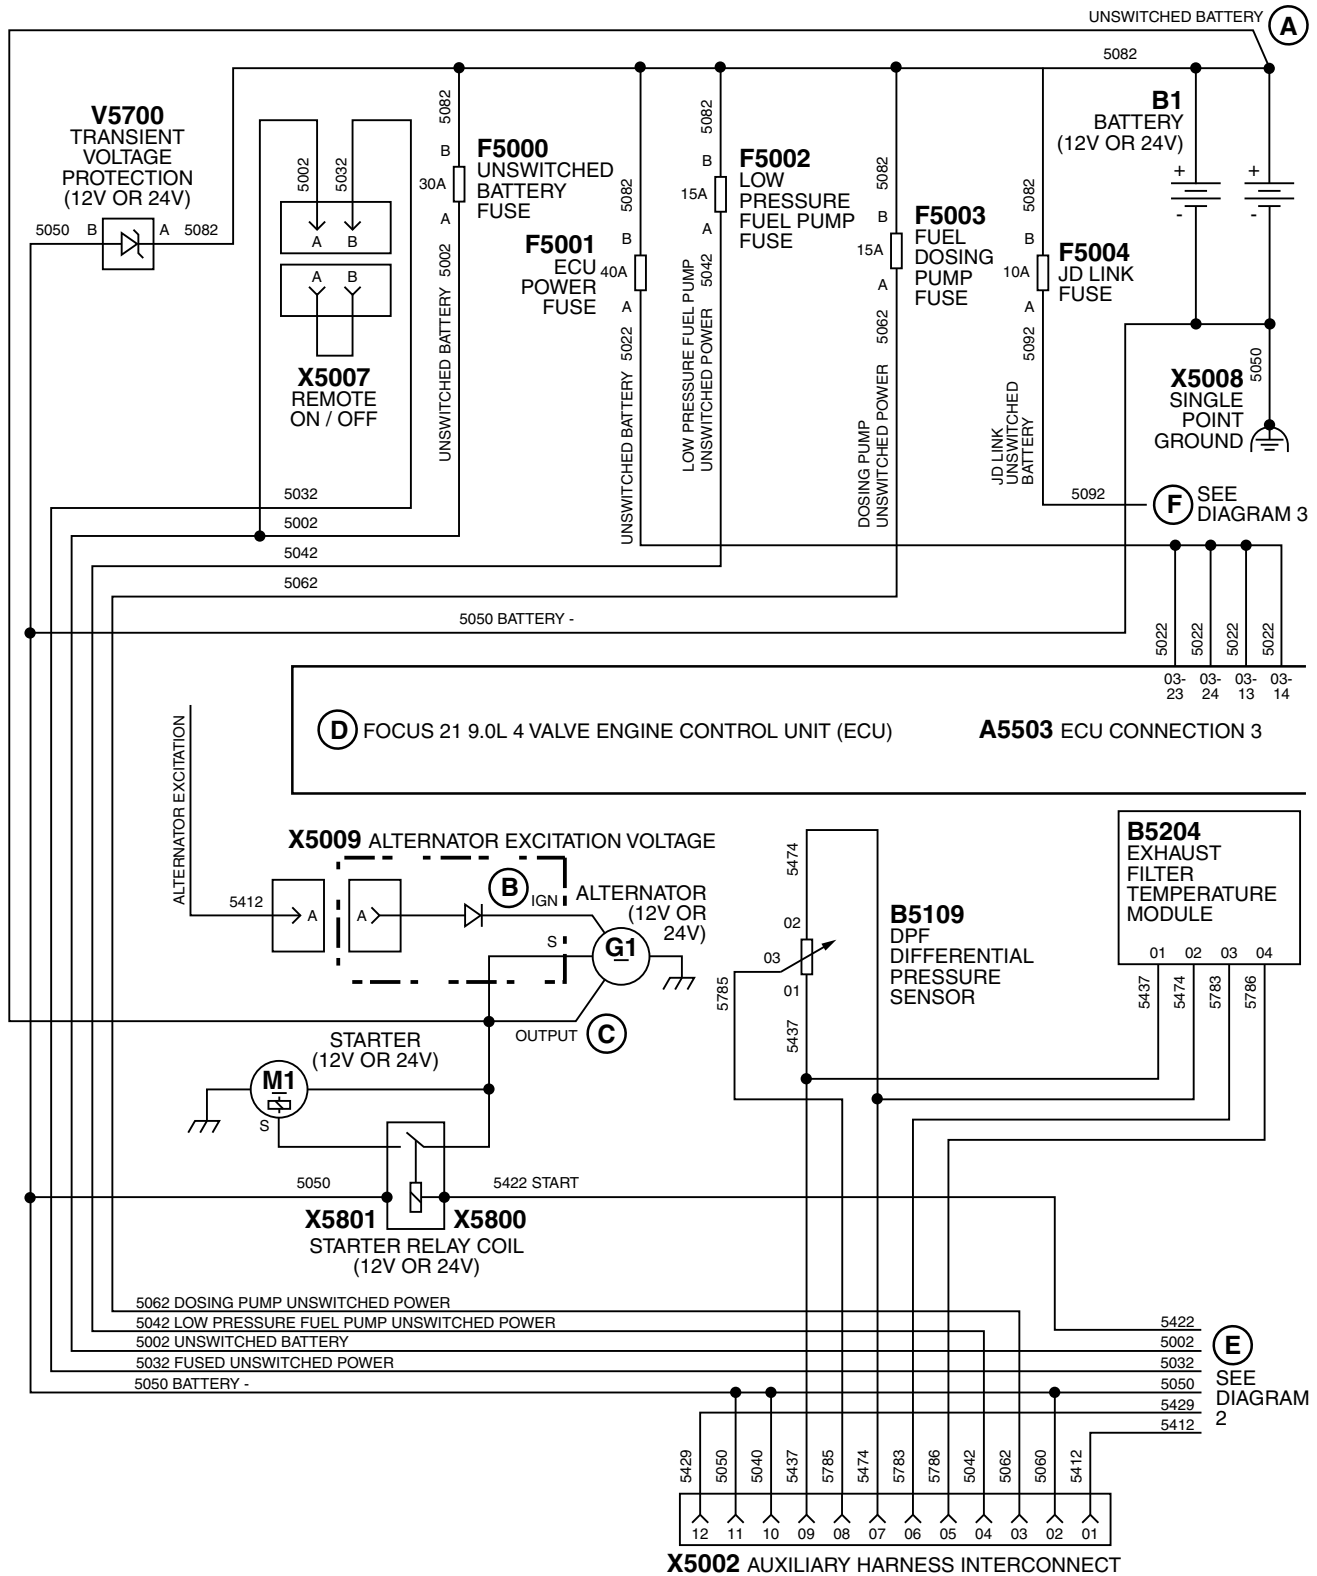 UNSWITCHED BATTERY
A
5082
V5700
TRANSIENT
VOLTAGE
PROTECTION
(12V OR 24V)
5050 B
A 5082
5002
5032
A B
A B
X5007
REMOTE
ON / OFF
5082
B
30A
A
UNSWITCHED BATTERY 5002
F5000
UNSWITCHED
BATTERY
FUSE
5082
B
F5001
ECU
POWER
FUSE
40A
A
UNSWITCHED BATTERY 5022
5082
B
15A
A
LOW PRESSURE FUEL PUMP
UNSWITCHED POWER 5042
F5002
LOW
PRESSURE
FUEL PUMP
FUSE
5082
B
15A
A
DOSING PUMP
UNSWITCHED POWER 5062
F5003
FUEL
DOSING
PUMP
FUSE
5082
B
10A
A
5092
JD LINK
UNSWITCHED
BATTERY
F5004
JD LINK
FUSE
B1
BATTERY
(12V OR 24V)
+
-
+
-
5050
X5008
SINGLE
POINT
GROUND
5092
F
SEE
DIAGRAM 3
5032
5002
5042
5062
5050 BATTERY -
5022
5022
5022
5022
03-23
03-24
03-13
03-14
D
FOCUS 21 9.0L 4 VALVE ENGINE CONTROL UNIT (ECU)
A5503 ECU CONNECTION 3
ALTERNATOR EXCITATION
5412
A
X5009 ALTERNATOR EXCITATION VOLTAGE
A
B
IGN
S
ALTERNATOR
(12V OR
24V)
G1
OUTPUT
C
STARTER
(12V OR 24V)
M1
S
5050
5422 START
X5801
X5800
STARTER RELAY COIL
(12V OR 24V)
5474
02
03
01
5785
5437
B5109
DPF
DIFFERENTIAL
PRESSURE
SENSOR
B5204
EXHAUST
FILTER
TEMPERATURE
MODULE
01 02 03 04
5437
5474
5783
5786
5062 DOSING PUMP UNSWITCHED POWER
5042 LOW PRESSURE FUEL PUMP UNSWITCHED POWER
5002 UNSWITCHED BATTERY
5032 FUSED UNSWITCHED POWER
5050 BATTERY -
5422
5002
5032
5050
5429
5412
E
SEE
DIAGRAM
2
5429
5050
5040
5437
5785
5474
5783
5786
5042
5062
5060
5412
12 11 10 09 08 07 06 05 04 03 02 01
X5002 AUXILIARY HARNESS INTERCONNECT